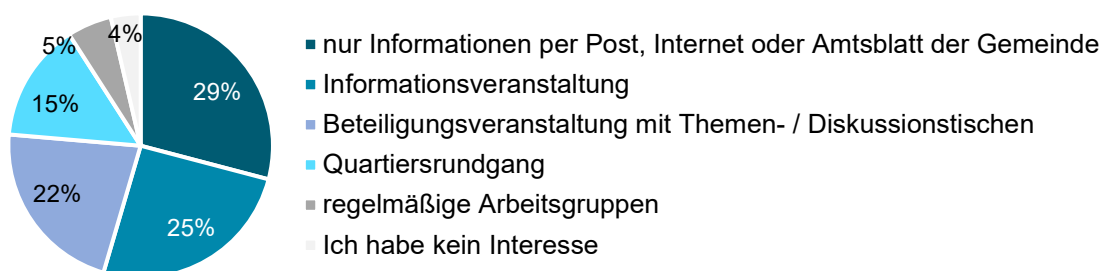 4%
5%
29%
15%
22%
25%
nur Informationen per Post, Internet oder Amtsblatt der Gemeinde
Informationsveranstaltung
Beteiligungsveranstaltung mit Themen- / Diskussionstischen
Quartiersrundgang
regelmäßige Arbeitsgruppen
Ich habe kein Interesse